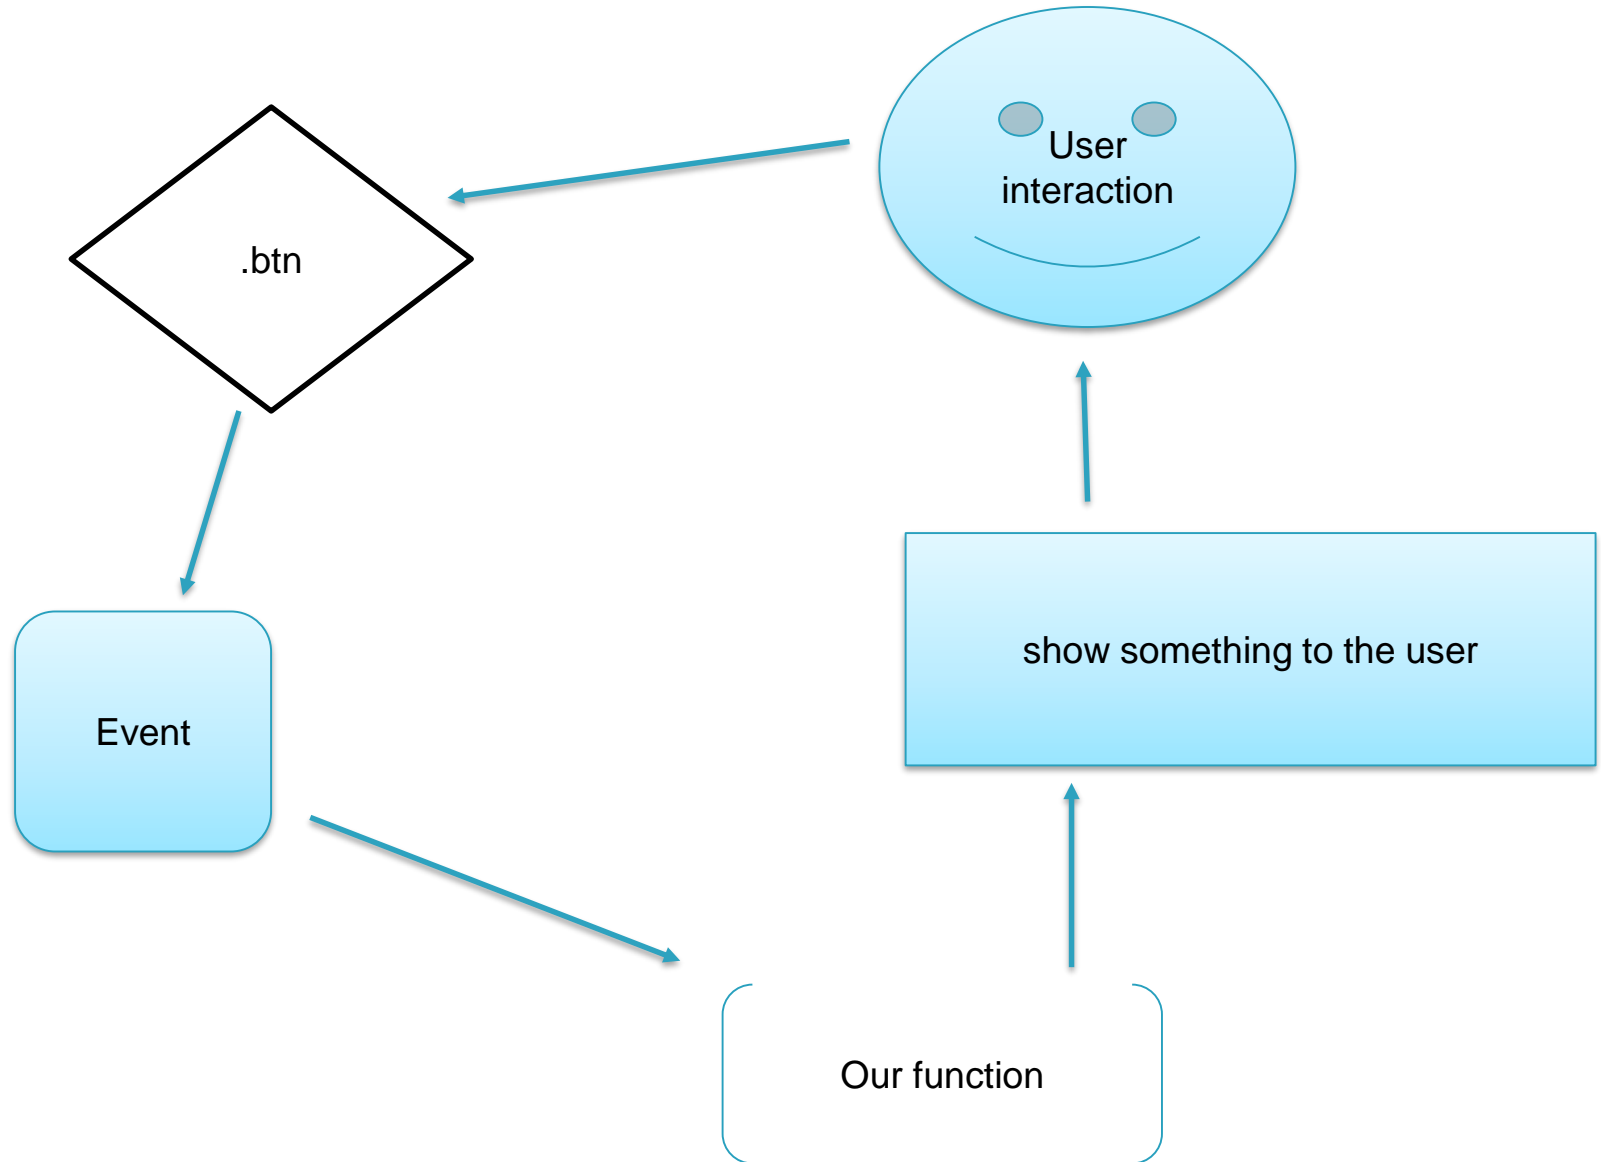 User
interaction
.btn
Event
Our function
show something to the user